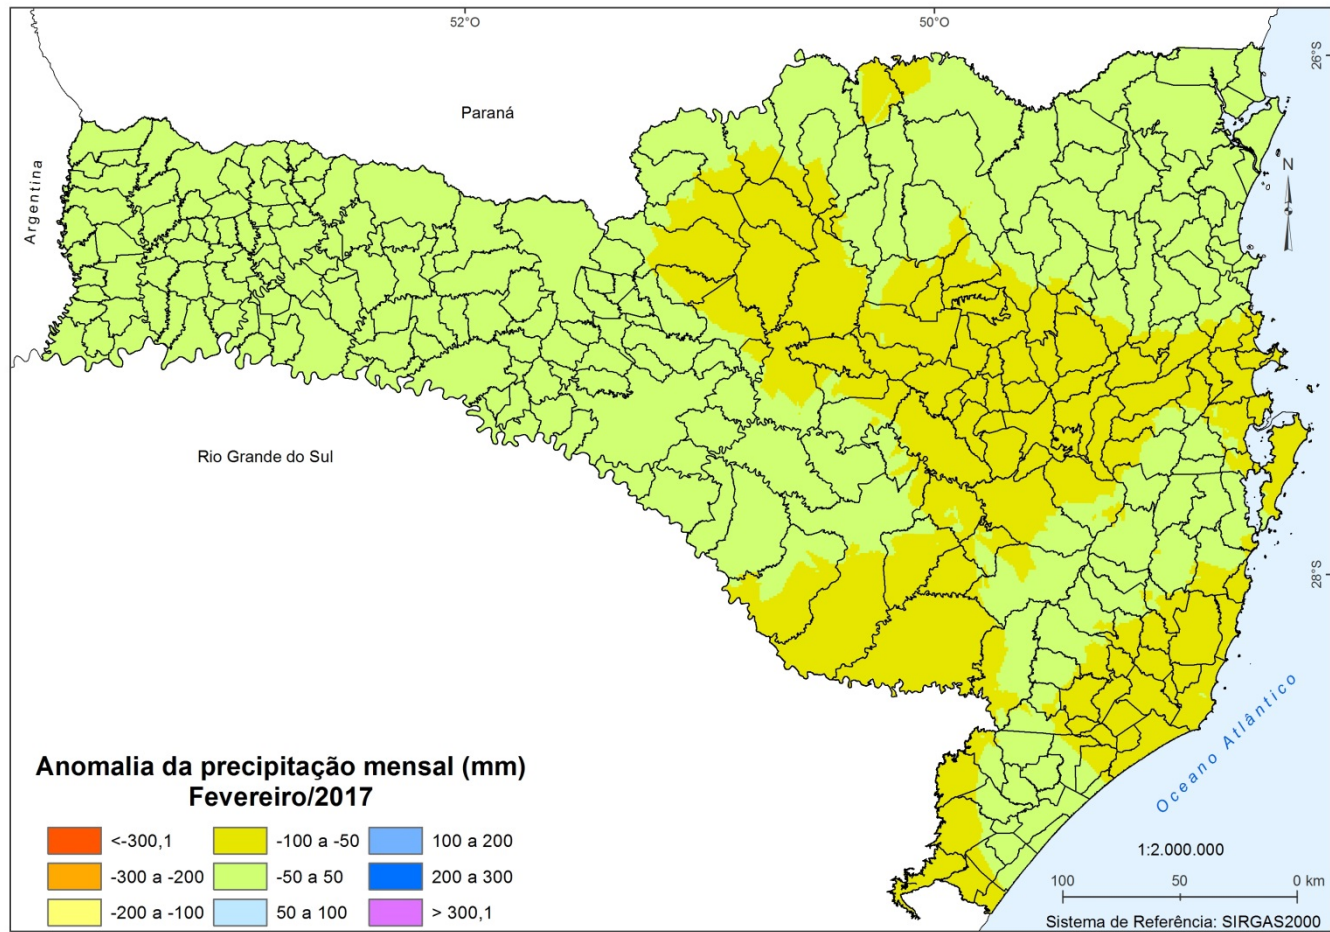 52°O
50°O
26°S
Paraná
Argentina
N
Rio Grande do Sul
28°S
Oceano Atlântico
Anomalia da precipitação mensal (mm)
Fevereiro/2017
<-300,1
-100 a -50
100 a 200
-300 a -200
-50 a 50
200 a 300
-200 a -100
50 a 100
> 300,1
1:2.000.000
100
50
0 km
Sistema de Referência: SIRGAS2000